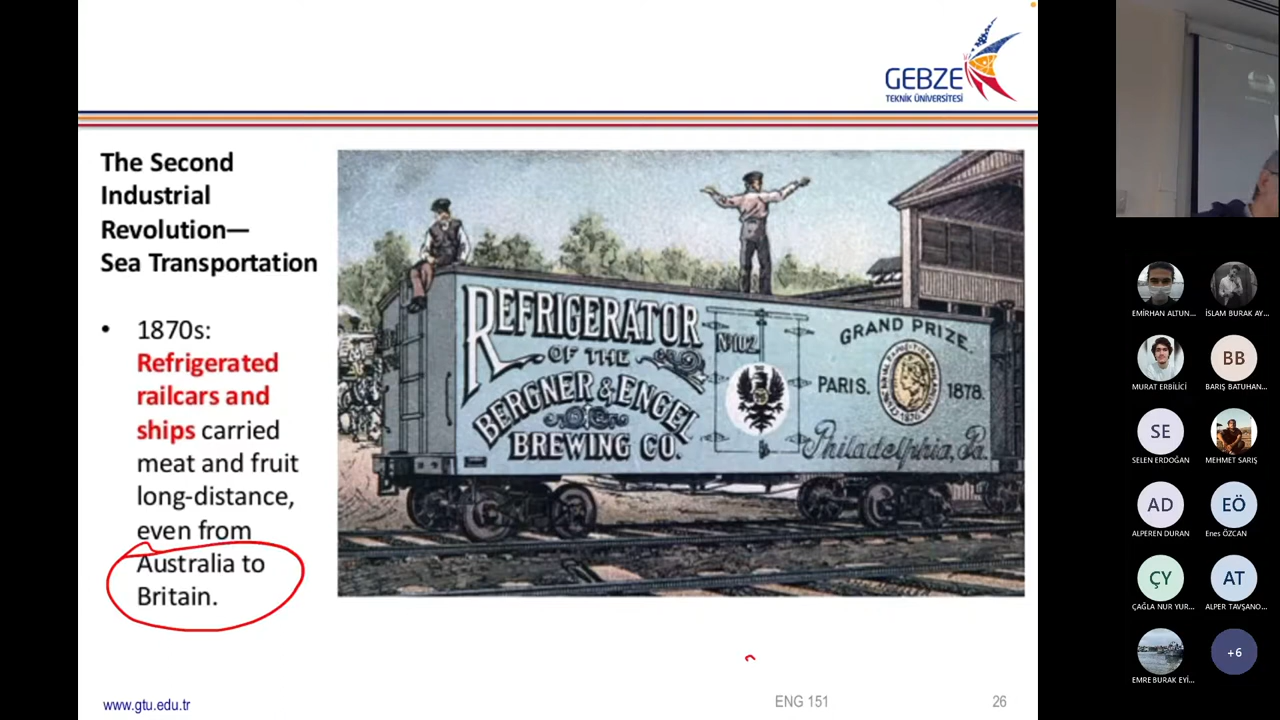 GEBZE
TEKNİK ÜNİVERSİTESİ
The Second
Industrial
Revolution—
Sea Transportation
• 1870s:
Refrigerated
railcars and
ships carried
meat and fruit
long-distance,
even from
Australia to
Britain.
REFRIGERATOR
OF THE
BERGNER & ENGEL
BREWING CO.
No 102
GRAND PRIZE.
PARIS. 1878.
Philadelphia, Pa.
www.gtu.edu.tr
ENG 151
26
EMİRHAN ALTUN...
İSLAM BURAK AY...
MURAT ERBİLİCİ
BB
BARIŞ BATUHAN...
SE
SELEN ERDOĞAN
MEHMET SARIŞ
AD
ALPEREN DURAN
EÖ
Enes ÖZCAN
ÇY
ÇAĞLA NUR YUR...
AT
ALPER TAVŞANO...
EMRE BURAK EYİ...
+6